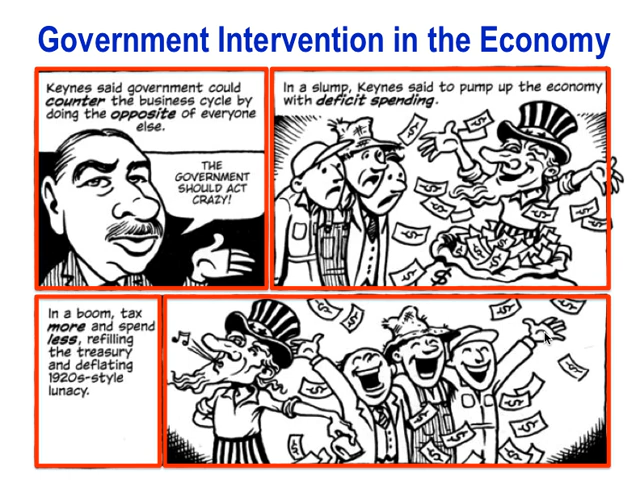 Government Intervention in the Economy
Keynes said government could
counter the business cycle by
doing the opposite of everyone
else.
THE
GOVERNMENT
SHOULD ACT
CRAZY!
In a slump, Keynes said to pump up the economy
with deficit spending.
In a boom, tax
more and spend
less, refilling
the treasury
and deflating
1920s-style
lunacy.